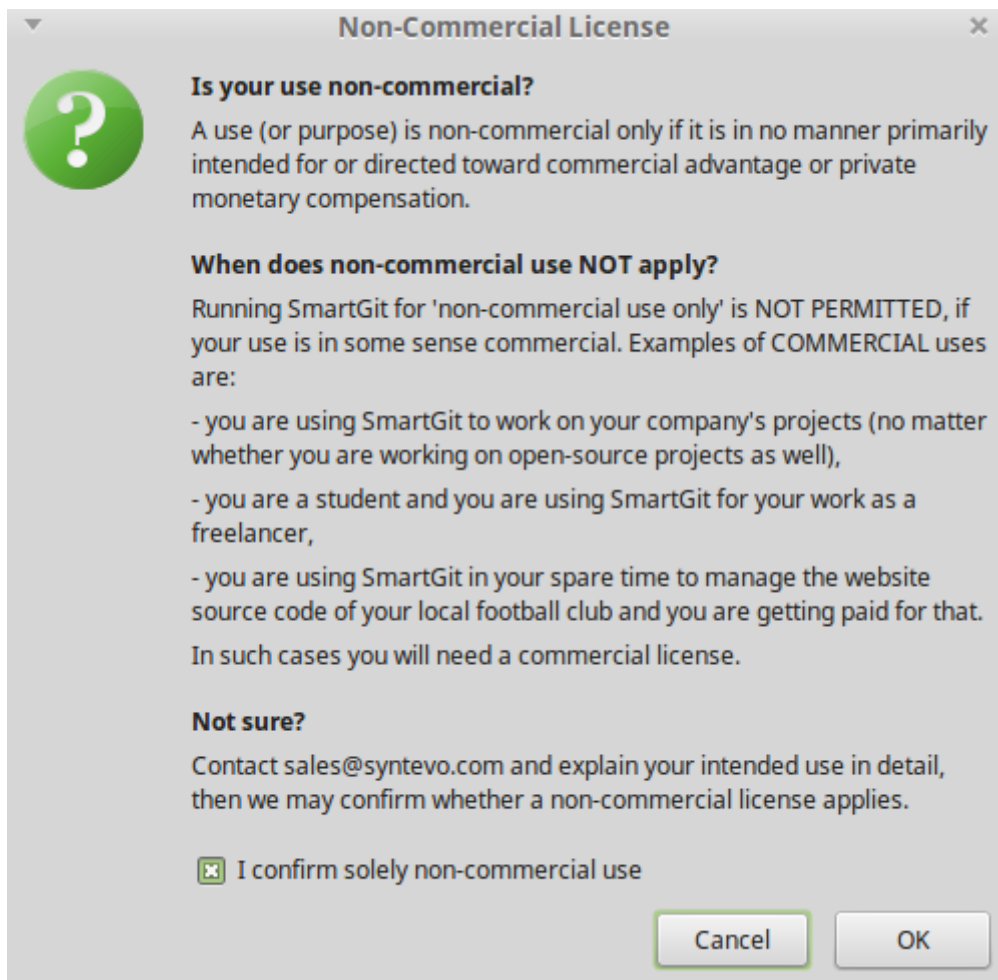 Non-Commercial License
Is your use non-commercial?
A use (or purpose) is non-commercial only if it is in no manner primarily
intended for or directed toward commercial advantage or private
monetary compensation.
When does non-commercial use NOT apply?
Running SmartGit for 'non-commercial use only' is NOT PERMITTED, if
your use is in some sense commercial. Examples of COMMERCIAL uses
are:
- you are using SmartGit to work on your company's projects (no matter
whether you are working on open-source projects as well),
- you are a student and you are using SmartGit for your work as a
freelancer,
- you are using SmartGit in your spare time to manage the website
source code of your local football club and you are getting paid for that.
In such cases you will need a commercial license.
Not sure?
Contact sales@syntevo.com and explain your intended use in detail,
then we may confirm whether a non-commercial license applies.
I confirm solely non-commercial use
Cancel OK